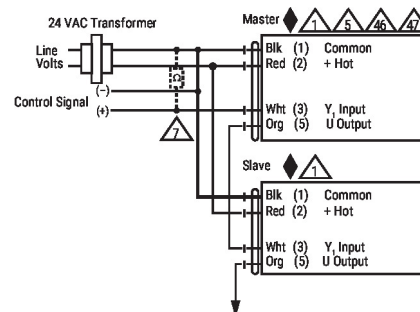 24 VAC Transformer
Master 1 5 46 47
Line
Volts
Blk (1) Common
Red (2) + Hot
Ω
(–)
Control Signal
(+)
Wht (3) Y1 Input
Org (5) U Output
7
Slave 1
Blk (1) Common
Red (2) + Hot
Wht (3) Y1 Input
Org (5) U Output